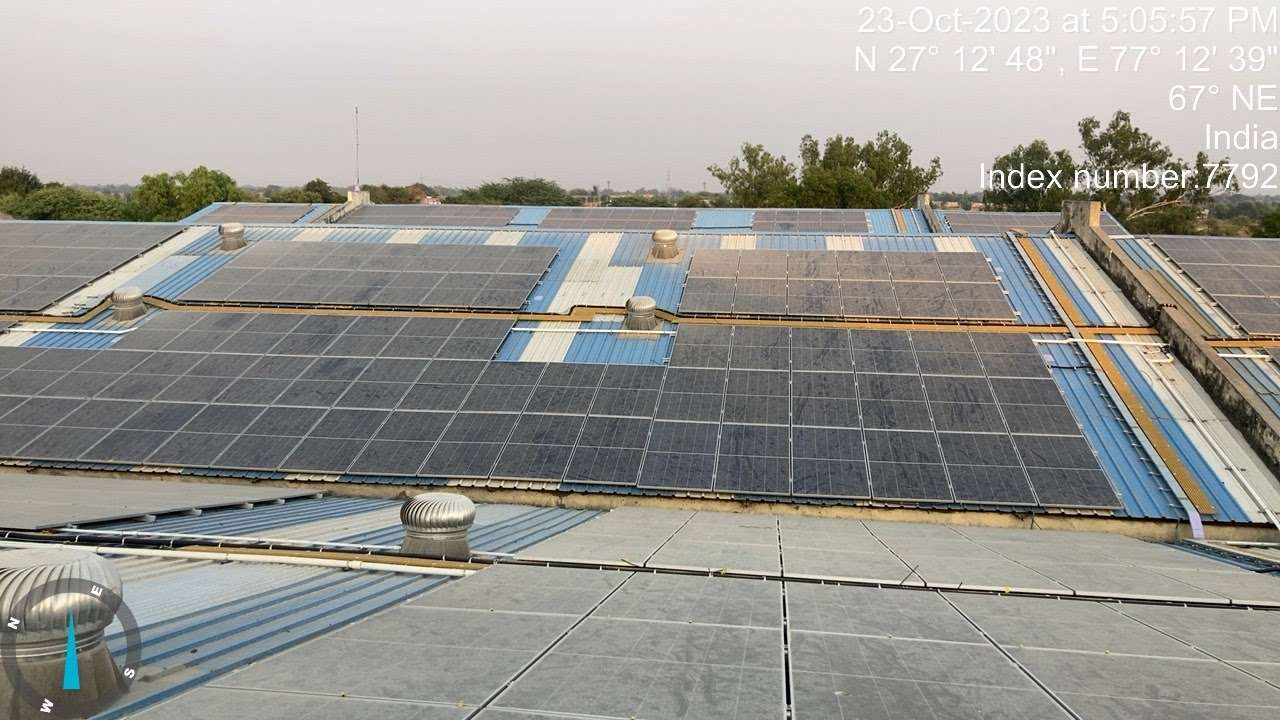 23-Oct-2023 at 5:05:57 PM
N 27° 12' 48", E 77° 12' 39"
67° NE
India
Index number:7792
N
E
S
W